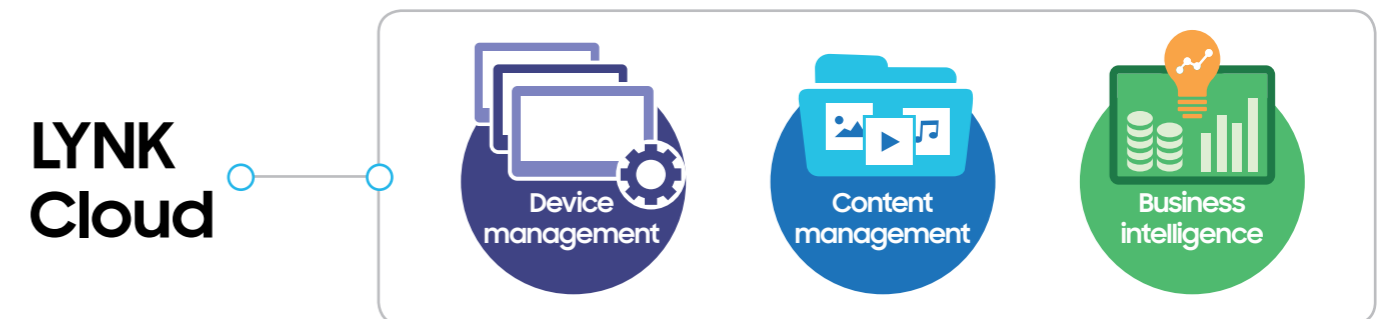 LYNK
Cloud
Device
management
Content
management
Business
intelligence